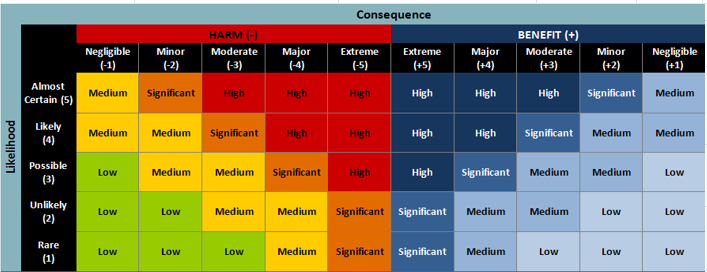 Consequence
HARM (-) BENEFIT (+)
Negligible (-1) Minor (-2) Moderate (-3) Major (-4) Extreme (-5) Extreme (+5) Major (+4) Moderate (+3) Minor (+2) Negligible (+1)
Likelihood
Almost Certain (5) Medium Significant High High High High High High Significant Medium
Likely (4) Medium Medium Significant High High High High Significant Medium Medium
Possible (3) Low Medium Medium Significant High High Significant Medium Medium Low
Unlikely (2) Low Low Medium Medium Significant Significant Medium Medium Low Low
Rare (1) Low Low Low Medium Significant Significant Medium Low Low Low